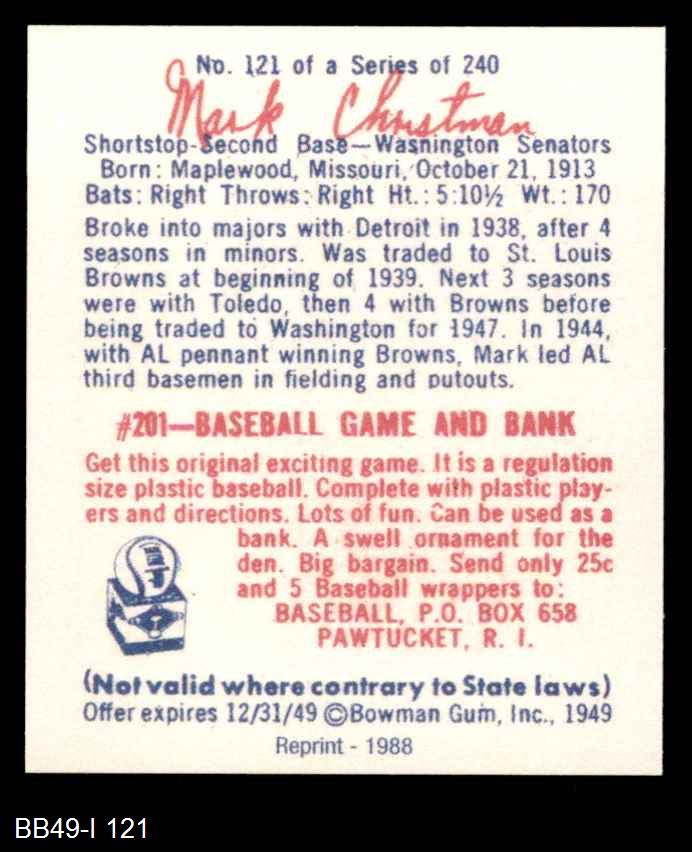 No. 121 of a Series of 240
Mark Christman
Shortstop-Second Base—Washington Senators
Born: Maplewood, Missouri, October 21, 1913
Bats: Right Throws: Right Ht.: 5:10½ Wt.: 170
Broke into majors with Detroit in 1938, after 4
seasons in minors. Was traded to St. Louis
Browns at beginning of 1939. Next 3 seasons
were with Toledo, then 4 with Browns before
being traded to Washington for 1947. In 1944,
with AL pennant winning Browns, Mark led AL
third basemen in fielding and putouts.
#201—BASEBALL GAME AND BANK
Get this original exciting game. It is a regulation
size plastic baseball. Complete with plastic play-
ers and directions. Lots of fun. Can be used as a
bank. A swell ornament for the
den. Big bargain. Send only 25c
and 5 Baseball wrappers to:
BASEBALL, P.O. BOX 658
PAWTUCKET, R. I.
(Not valid where contrary to State laws)
Offer expires 12/31/49 ©Bowman Gum, Inc., 1949
Reprint - 1988
BB49-I 121